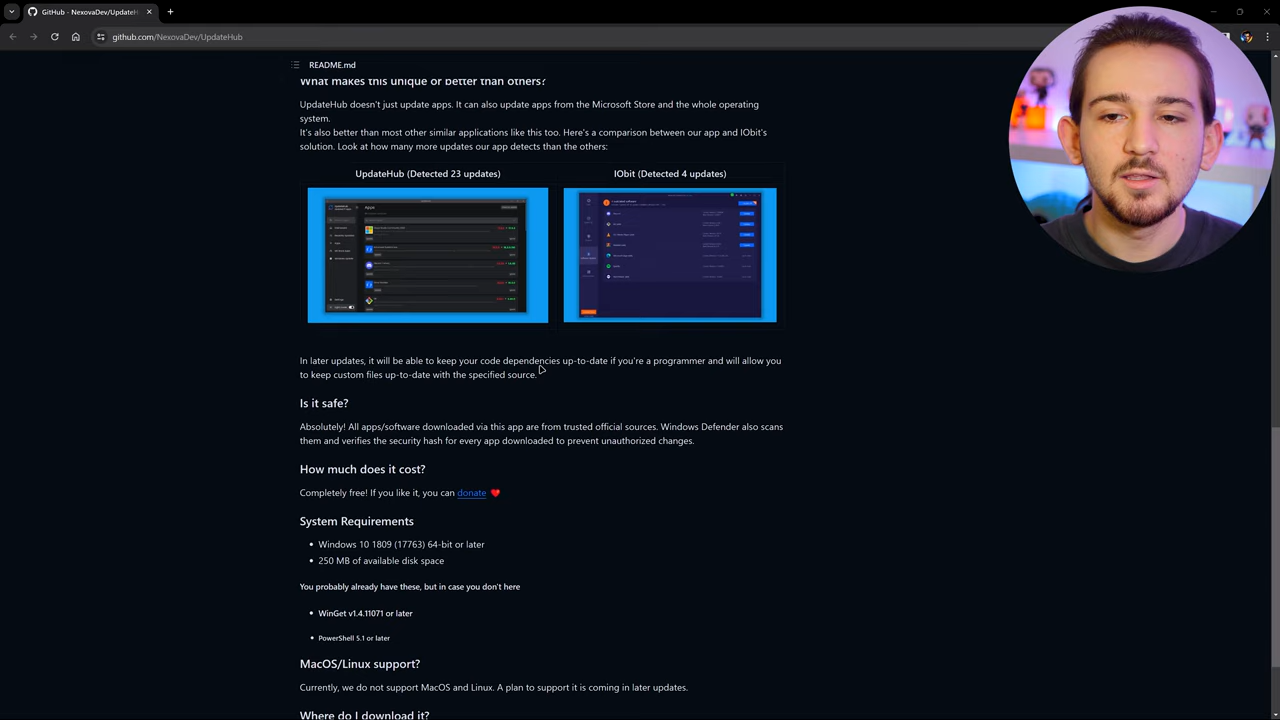 GitHub - NexovaDev/UpdateH
github.com/NexovaDev/UpdateHub
README.md
What makes this unique or better than others?
UpdateHub doesn't just update apps. It can also update apps from the Microsoft Store and the whole operating
system.
It's also better than most other similar applications like this too. Here's a comparison between our app and IObit's
solution. Look at how many more updates our app detects than the others:
UpdateHub (Detected 23 updates)
IObit (Detected 4 updates)
Apps
In later updates, it will be able to keep your code dependencies up-to-date if you're a programmer and will allow you
to keep custom files up-to-date with the specified source.
Is it safe?
Absolutely! All apps/software downloaded via this app are from trusted official sources. Windows Defender also scans
them and verifies the security hash for every app downloaded to prevent unauthorized changes.
How much does it cost?
Completely free! If you like it, you can donate ❤️
System Requirements
• Windows 10 1809 (17763) 64-bit or later
• 250 MB of available disk space
You probably already have these, but in case you don't here
• WinGet v1.4.11071 or later
• PowerShell 5.1 or later
MacOS/Linux support?
Currently, we do not support MacOS and Linux. A plan to support it is coming in later updates.
Where do I download it?